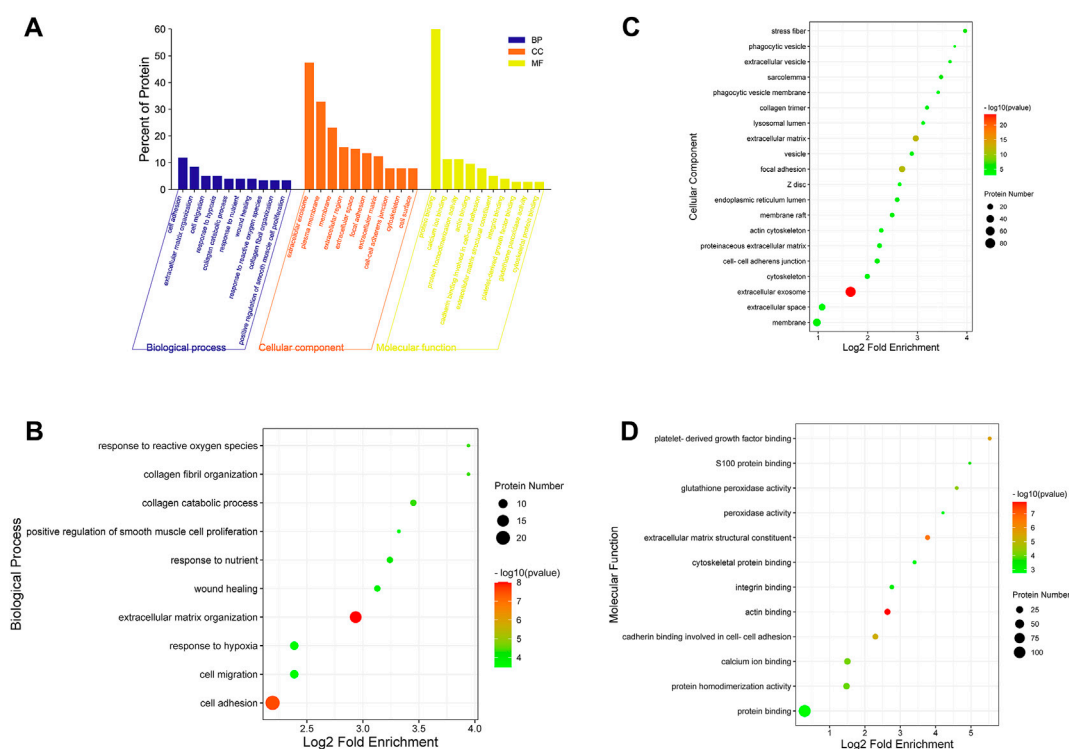 A
Percent of Protein
60
50
40
30
20
10
0
BP
CC
MF
cell adhesion
extracellular matrix organization
cell migration
response to hypoxia
collagen catabolic process
response to nutrient
wound healing
response to reactive oxygen species
collagen fibril organization
positive regulation of smooth muscle cell proliferation
extracellular exosome
plasma membrane
membrane
extracellular region
extracellular space
focal adhesion
extracellular matrix
cell-cell adherens junction
cytoskeleton
cell surface
Biological process
Cellular component
Molecular function
B
Biological Process
response to reactive oxygen species
collagen fibril organization
collagen catabolic process
positive regulation of smooth muscle cell proliferation
response to nutrient
wound healing
extracellular matrix organization
response to hypoxia
cell migration
cell adhesion
2.5 3.0 3.5 4.0
Log2 Fold Enrichment
Protein Number
10
15
20
- log10(pvalue)
8
7
6
5
4
C
Cellular Component
stress fiber
phagocytic vesicle
extracellular vesicle
sarcolemma
phagocytic vesicle membrane
collagen trimer
lysosomal lumen
extracellular matrix
vesicle
focal adhesion
Z disc
endoplasmic reticulum lumen
membrane raft
actin cytoskeleton
proteinaceous extracellular matrix
cell- cell adherens junction
cytoskeleton
extracellular exosome
extracellular space
membrane
1 2 3 4
Log2 Fold Enrichment
- log10(pvalue)
20
15
10
5
Protein Number
20
40
60
80
D
Molecular Function
platelet- derived growth factor binding
S100 protein binding
glutathione peroxidase activity
peroxidase activity
extracellular matrix structural constituent
cytoskeletal protein binding
integrin binding
actin binding
cadherin binding involved in cell- cell adhesion
calcium ion binding
protein homodimerization activity
protein binding
1 2 3 4 5
Log2 Fold Enrichment
- log10(pvalue)
7
6
5
4
3
Protein Number
25
50
75
100